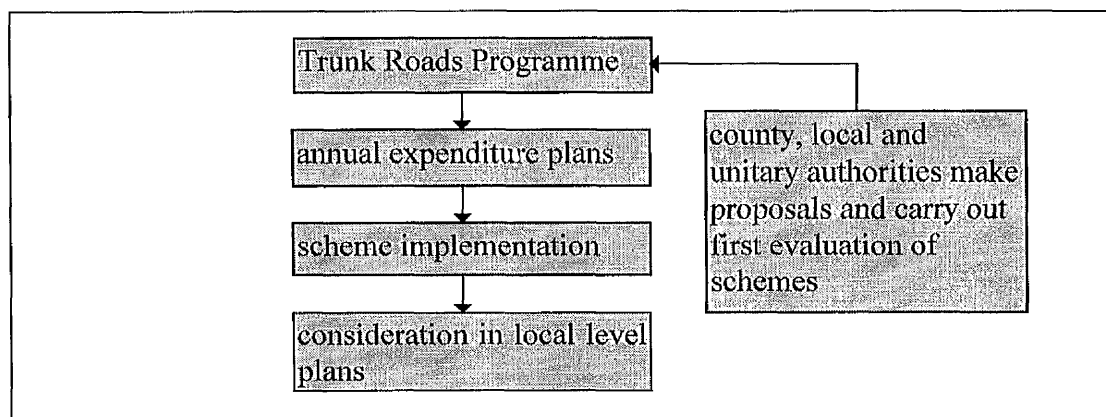 Trunk Roads Programme
annual expenditure plans
scheme implementation
consideration in local level
plans
county, local and
unitary authorities make
proposals and carry out
first evaluation of
schemes